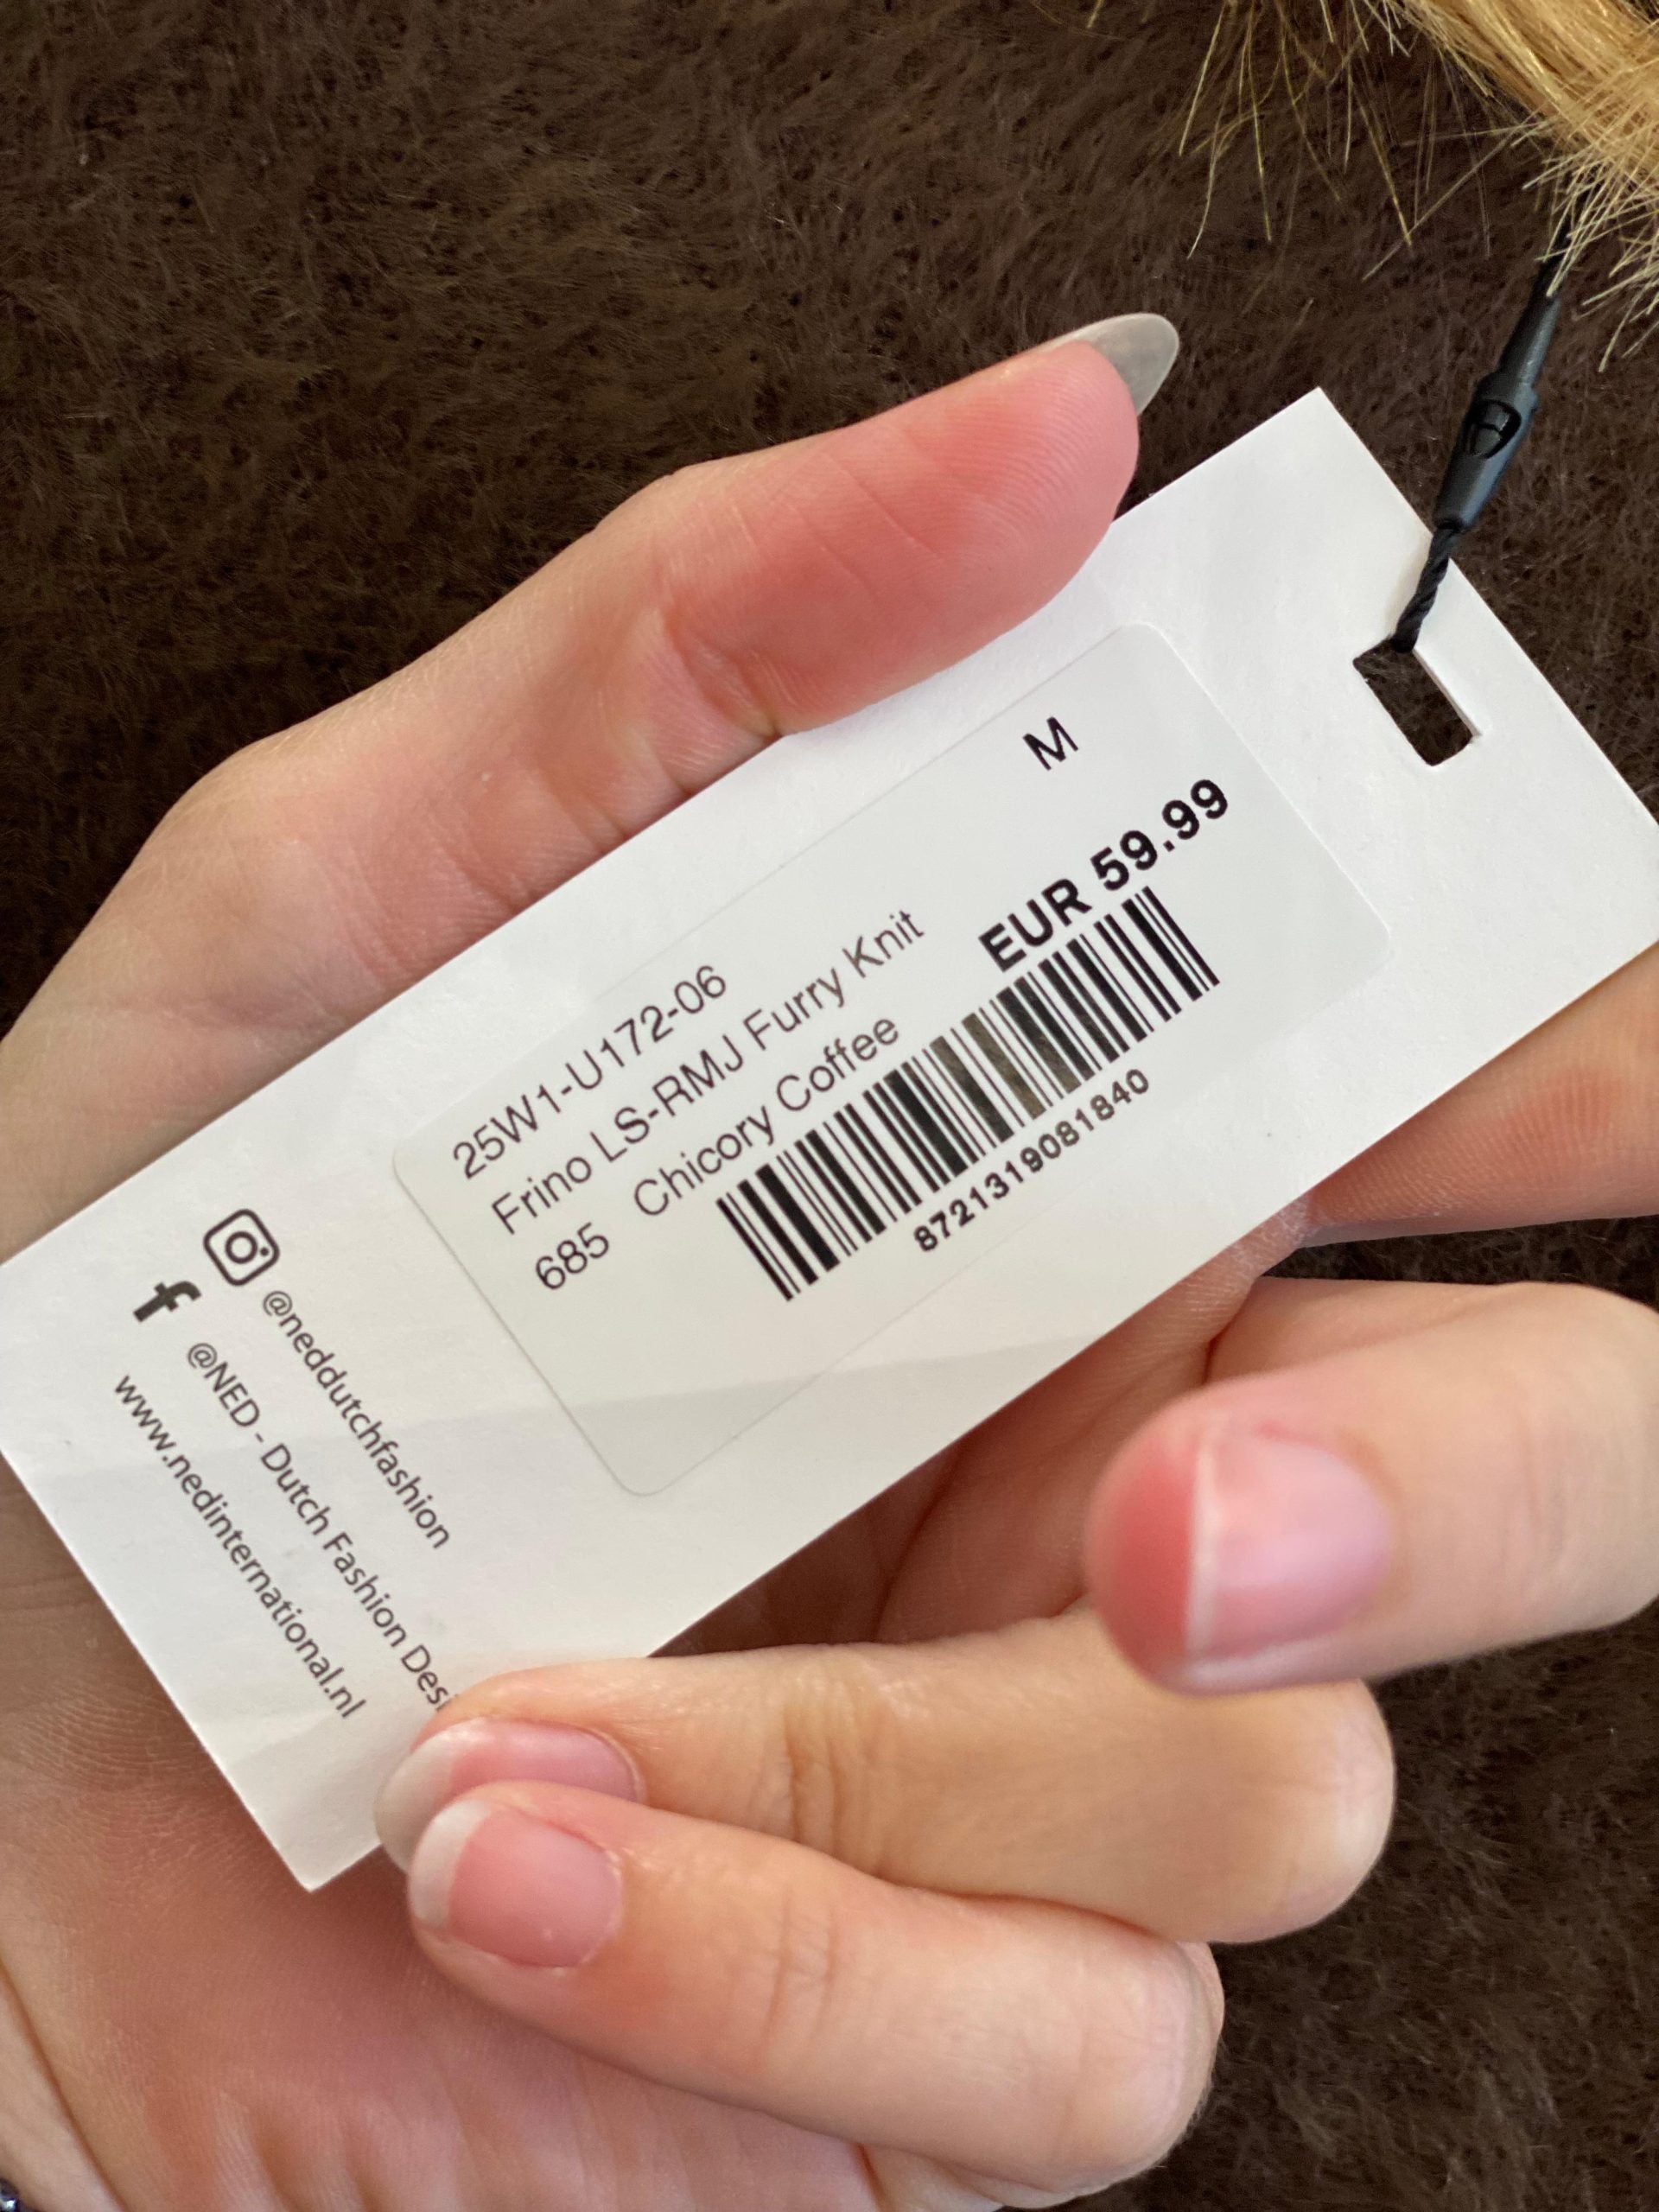 M
25W1-U172-06
Frino LS-RMJ Furry Knit
685 Chicory Coffee
EUR 59.99
8721319081840
@neddutchfashion
@NED - Dutch Fashion
www.nedinternational.nl